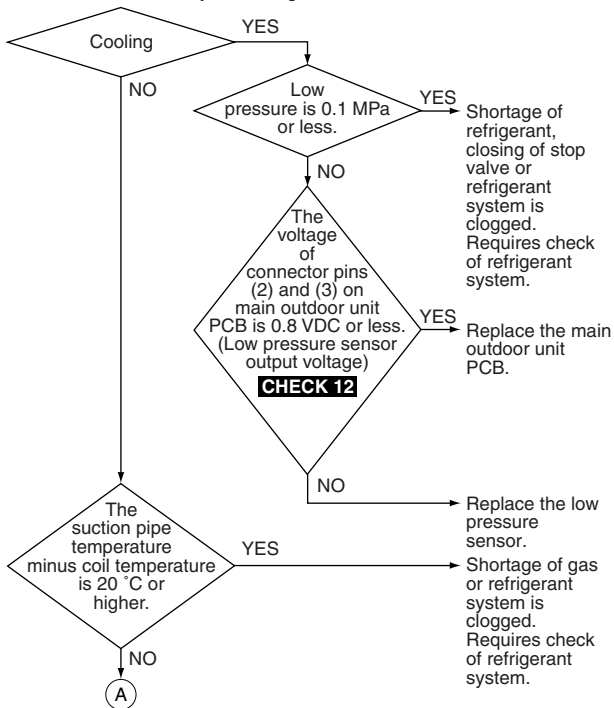 Cooling
YES
NO
Low
pressure is 0.1 MPa
or less.
YES
Shortage of
refrigerant,
closing of stop
valve or
refrigerant
system is
clogged.
Requires check
of refrigerant
system.
NO
The
voltage
of
connector pins
(2) and (3) on
main outdoor unit
PCB is 0.8 VDC or less.
(Low pressure sensor
output voltage)
CHECK 12
YES
Replace the main
outdoor unit
PCB.
NO
Replace the low
pressure
sensor.
The
suction pipe
temperature
minus coil temperature
is 20 ˚C or
higher.
YES
Shortage of gas
or refrigerant
system is
clogged.
Requires check
of refrigerant
system.
NO
A